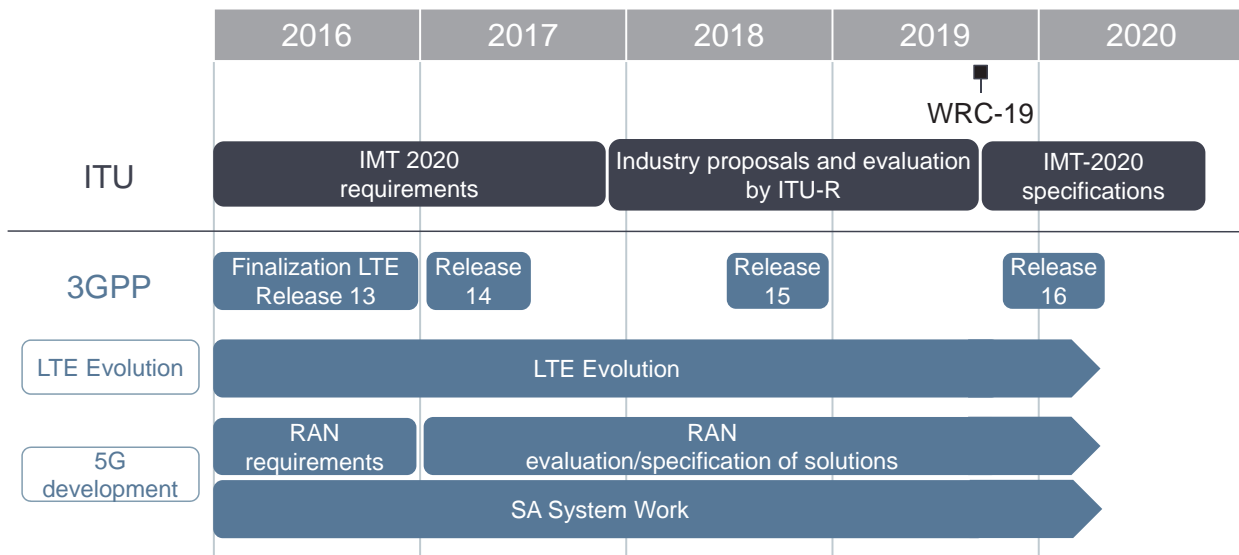 2016 2017 2018 2019 2020
WRC-19
ITU
IMT 2020
requirements
Industry proposals and evaluation
by ITU-R
IMT-2020
specifications
3GPP
Finalization LTE
Release 13
Release
14
Release
15
Release
16
LTE Evolution
LTE Evolution
5G
development
RAN
requirements
RAN
evaluation/specification of solutions
SA System Work